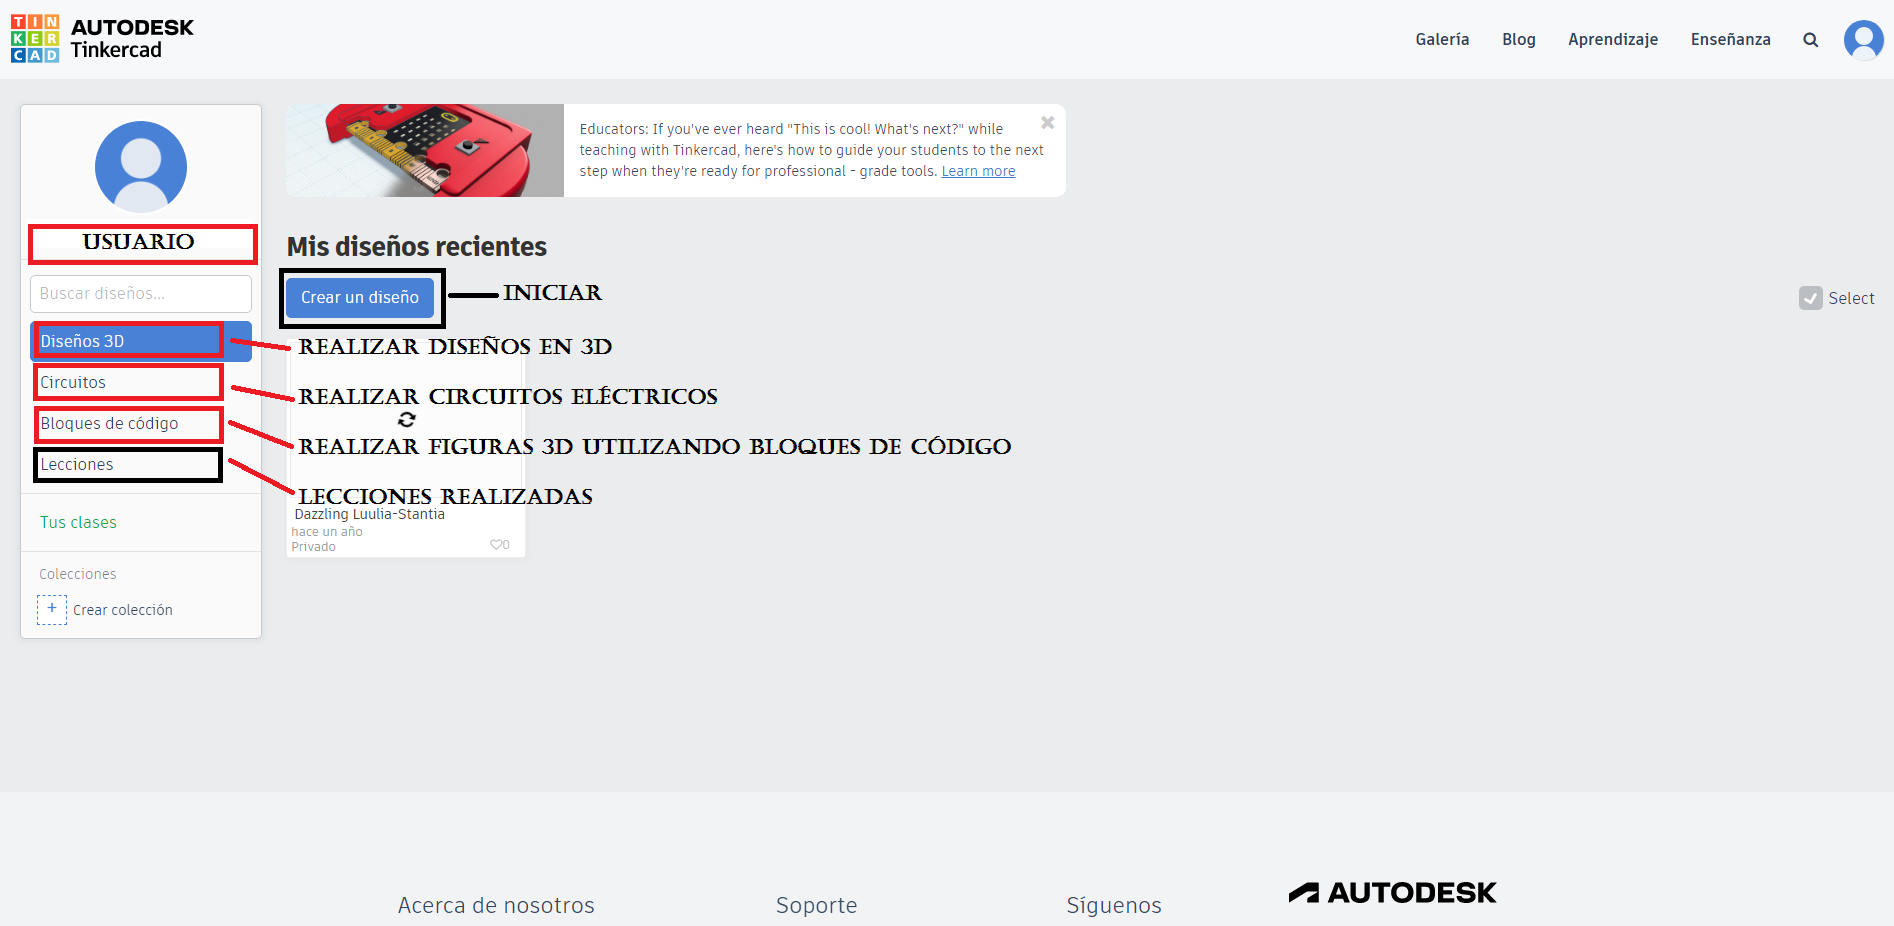 TINKERCAD
AUTODESK
Tinkercad
Galería
Blog
Aprendizaje
Enseñanza
Educators: If you've ever heard "This is cool! What's next?" while
teaching with Tinkercad, here's how to guide your students to the next
step when they're ready for professional - grade tools. Learn more
USUARIO
Buscar diseños...
Diseños 3D
Circuitos
Bloques de código
Lecciones
Tus clases
Colecciones
+ Crear colección
Mis diseños recientes
Crear un diseño
INICIAR
Select
REALIZAR DISEÑOS EN 3D
REALIZAR CIRCUITOS ELÉCTRICOS
REALIZAR FIGURAS 3D UTILIZANDO BLOQUES DE CÓDIGO
LECCIONES REALIZADAS
Dazzling Luulia-Stantia
hace un año
Privado
0
Acerca de nosotros
Soporte
Síguenos
AUTODESK